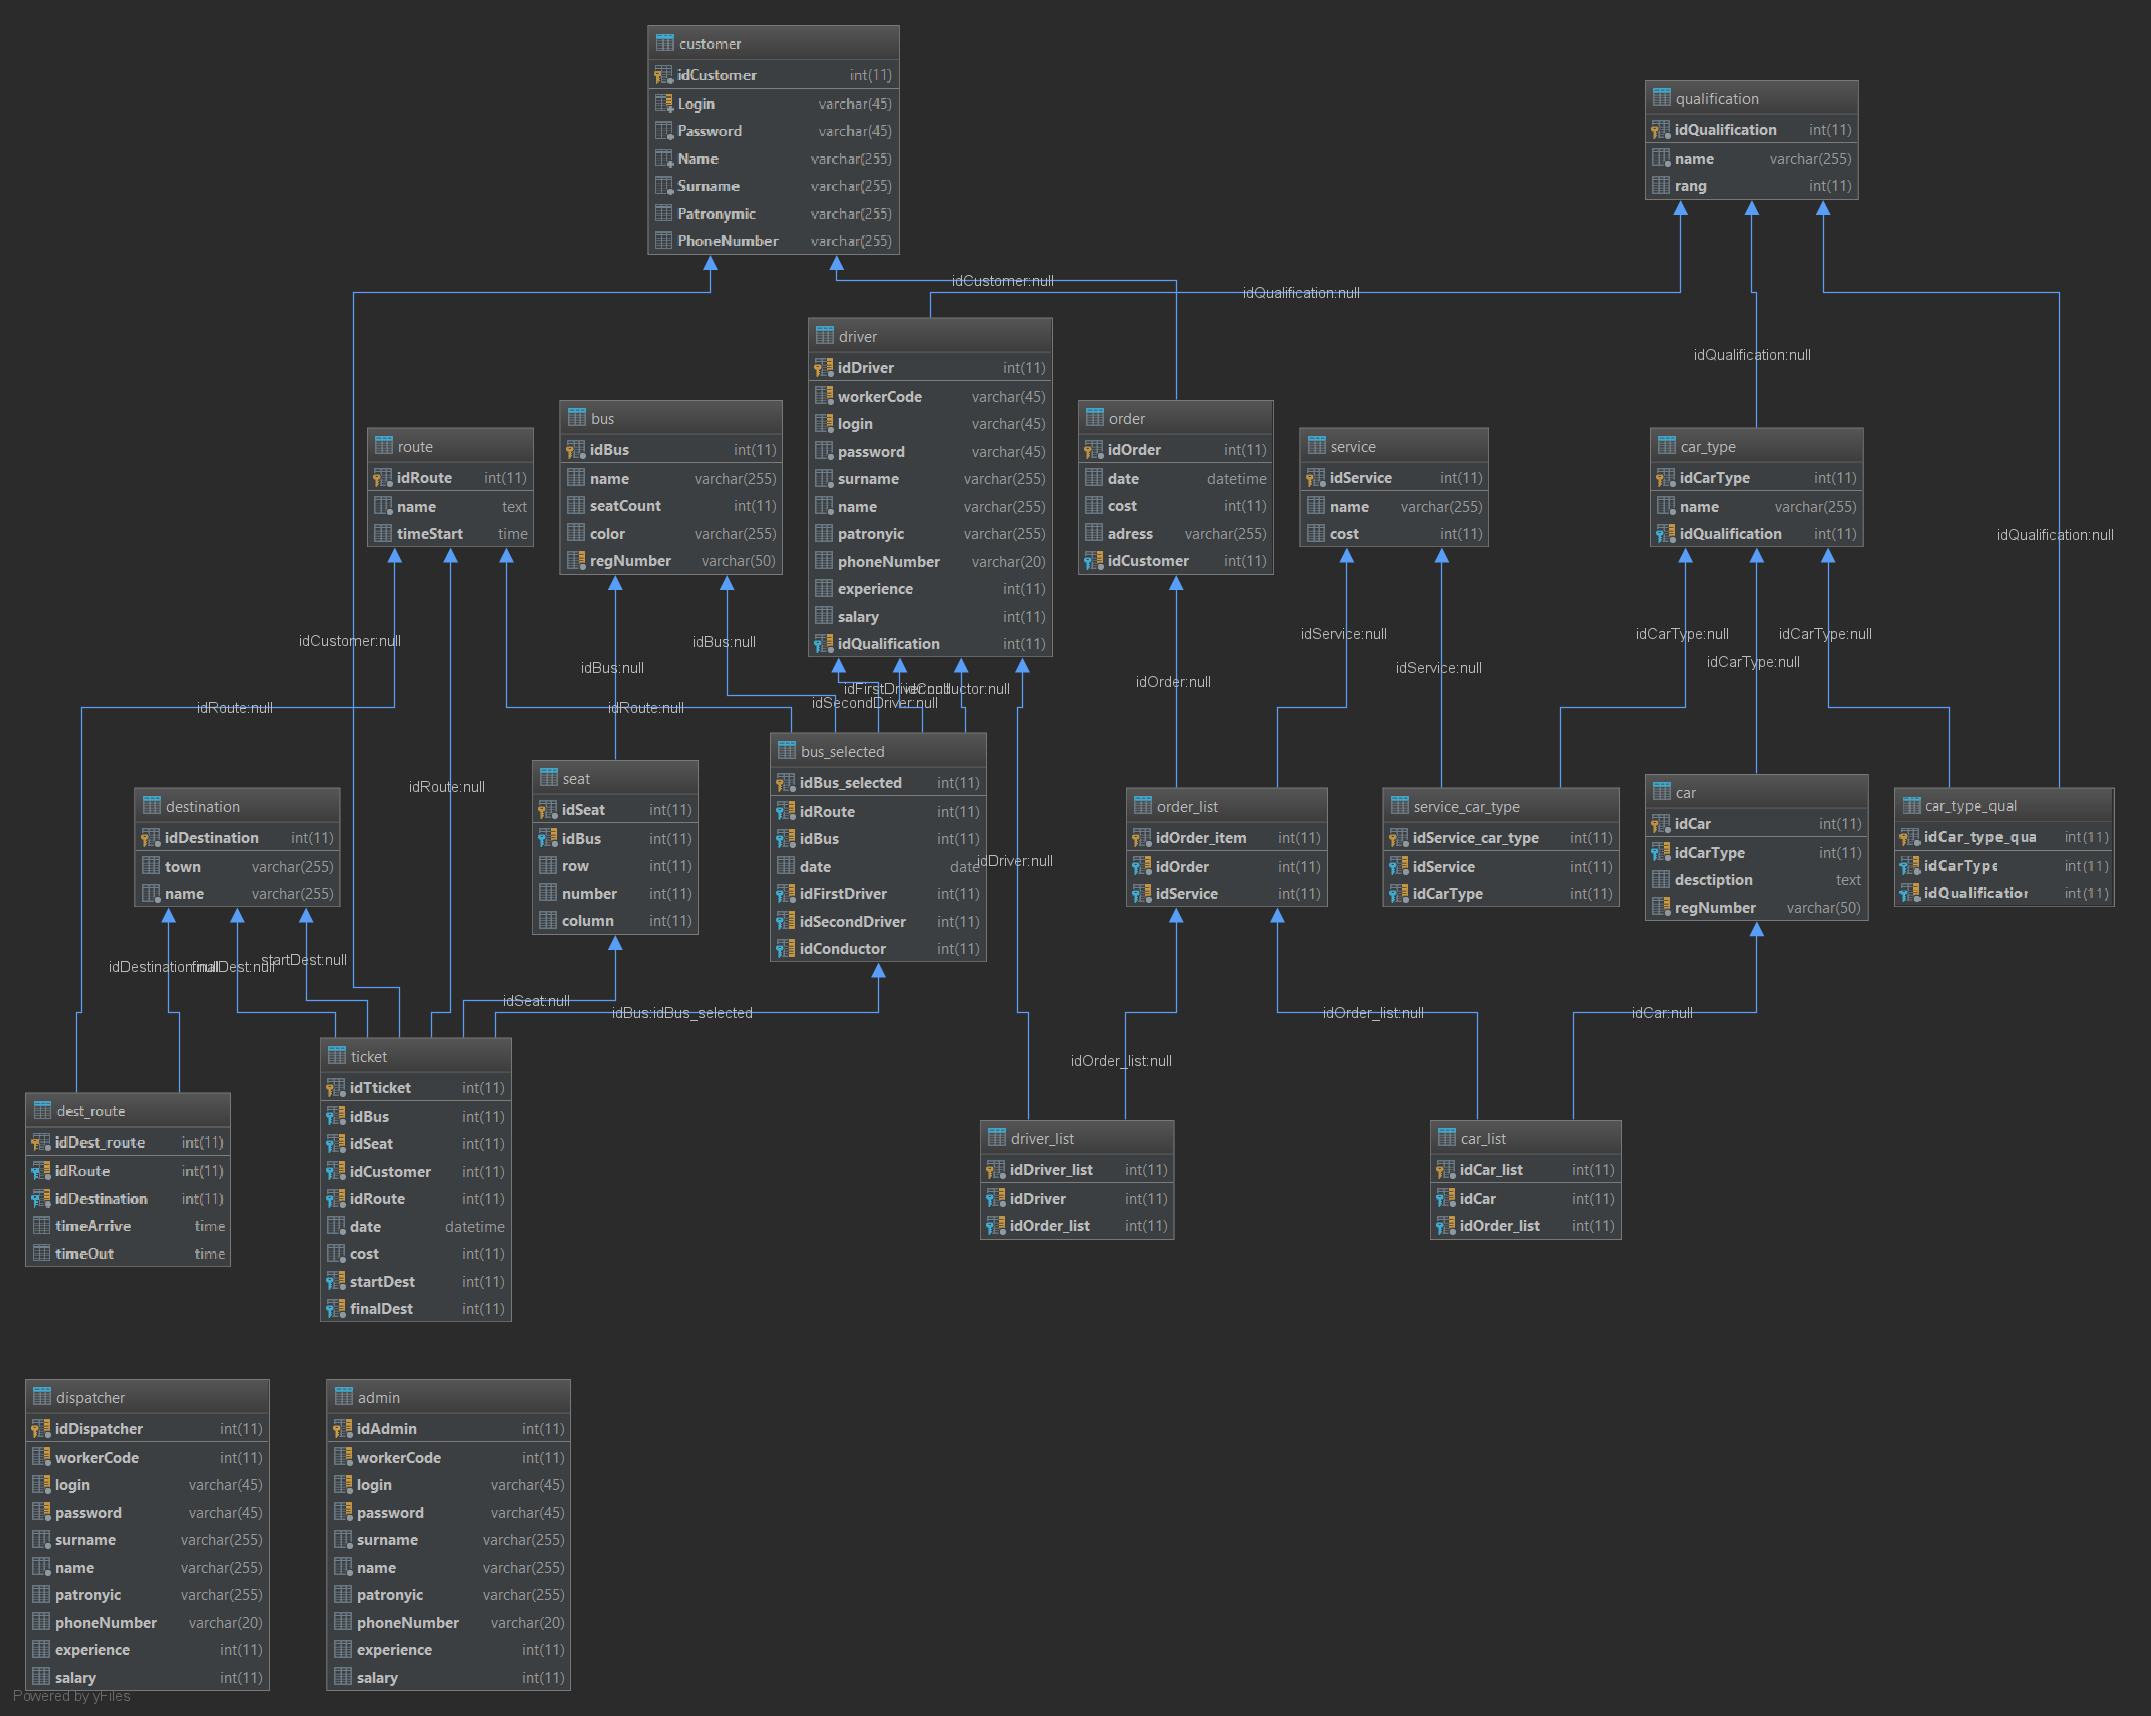 customer
idCustomer int(11)
Login varchar(45)
Password varchar(45)
Name varchar(255)
Surname varchar(255)
Patronymic varchar(255)
PhoneNumber varchar(255)
qualification
idQualification int(11)
name varchar(255)
rang int(11)
idCustomer:null
idQualification:null
idQualification:null
driver
idDriver int(11)
workerCode varchar(45)
login varchar(45)
password varchar(45)
surname varchar(255)
name varchar(255)
patronyic varchar(255)
phoneNumber varchar(20)
experience int(11)
salary int(11)
idQualification int(11)
bus
idBus int(11)
name varchar(255)
seatCount int(11)
color varchar(255)
regNumber varchar(50)
order
idOrder int(11)
date datetime
cost int(11)
adress varchar(255)
idCustomer int(11)
route
idRoute int(11)
name text
timeStart time
service
idService int(11)
name varchar(255)
cost int(11)
car_type
idCarType int(11)
name varchar(255)
idQualification int(11)
idQualification:null
idCustomer:null
idBus:null
idBus:null
idService:null
idService:null
idCarType:null
idCarType:null
idCarType:null
idOrder:null
idFirstDriver:null
idConductor:null
idSecondDriver:null
idRoute:null
idRoute:null
idRoute:null
bus_selected
idBus_selected int(11)
idRoute int(11)
idBus int(11)
date date
idFirstDriver int(11)
idSecondDriver int(11)
idConductor int(11)
seat
idSeat int(11)
idBus int(11)
row int(11)
number int(11)
column int(11)
destination
idDestination int(11)
town varchar(255)
name varchar(255)
idDriver:null
order_list
idOrder_item int(11)
idOrder int(11)
idService int(11)
service_car_type
idService_car_type int(11)
idService int(11)
idCarType int(11)
car
idCar int(11)
idCarType int(11)
desctiption text
regNumber varchar(50)
car_type_qual
idCar_type_qua int(11)
idCarType int(11)
idQualification int(11)
idDestination:null
finalDest:null
startDest:null
idSeat:null
idBus:idBus_selected
idOrder_list:null
idOrder_list:null
idCar:null
ticket
idTticket int(11)
idBus int(11)
idSeat int(11)
idCustomer int(11)
idRoute int(11)
date datetime
cost int(11)
startDest int(11)
finalDest int(11)
dest_route
idDest_route int(11)
idRoute int(11)
idDestination int(11)
timeArrive time
timeOut time
driver_list
idDriver_list int(11)
idDriver int(11)
idOrder_list int(11)
car_list
idCar_list int(11)
idCar int(11)
idOrder_list int(11)
dispatcher
idDispatcher int(11)
workerCode int(11)
login varchar(45)
password varchar(45)
surname varchar(255)
name varchar(255)
patronyic varchar(255)
phoneNumber varchar(20)
experience int(11)
salary int(11)
admin
idAdmin int(11)
workerCode int(11)
login varchar(45)
password varchar(45)
surname varchar(255)
name varchar(255)
patronyic varchar(255)
phoneNumber varchar(20)
experience int(11)
salary int(11)
Powered by yFiles